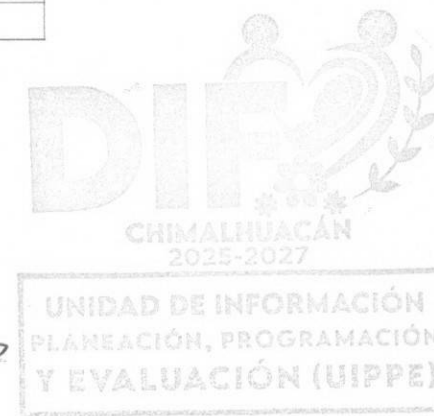 DIF
CHIMALHUACÁN
2025-2027
UNIDAD DE INFORMACIÓN
PLANEACIÓN, PROGRAMACIÓN
Y EVALUACIÓN (UIPPE)